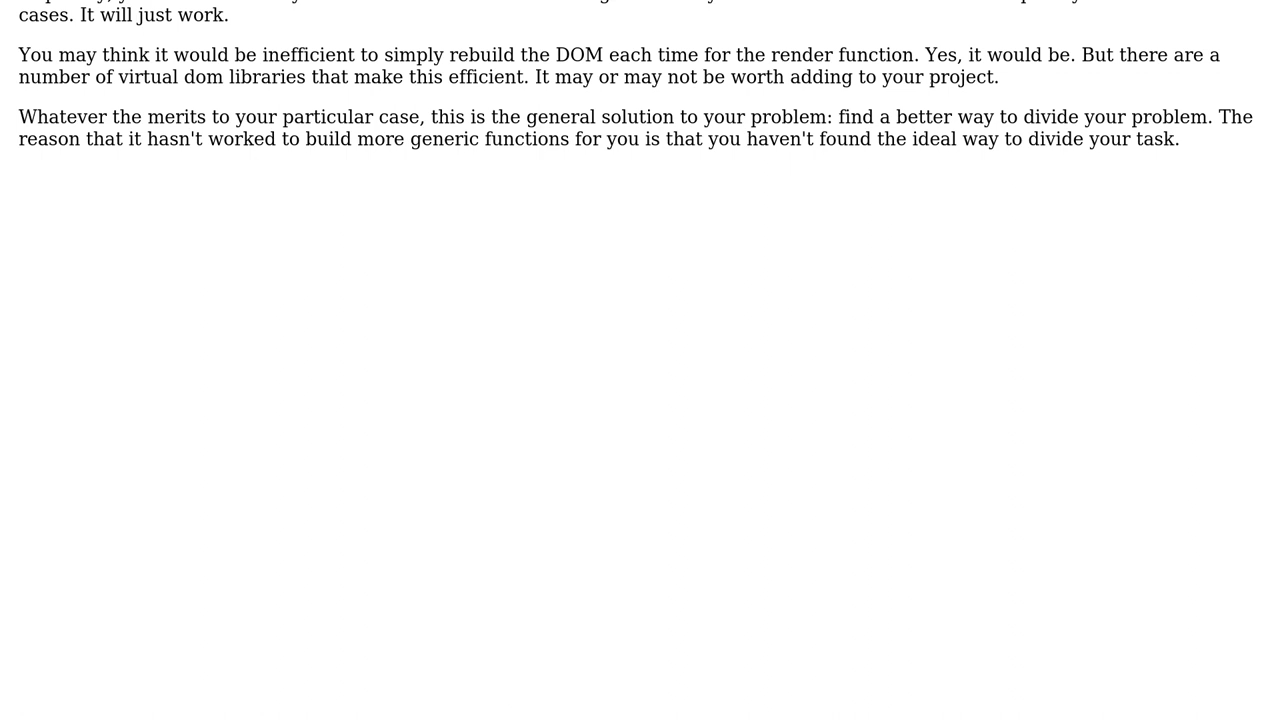 cases. It will just work.
You may think it would be inefficient to simply rebuild the DOM each time for the render function. Yes, it would be. But there are a
number of virtual dom libraries that make this efficient. It may or may not be worth adding to your project.
Whatever the merits to your particular case, this is the general solution to your problem: find a better way to divide your problem. The
reason that it hasn't worked to build more generic functions for you is that you haven't found the ideal way to divide your task.